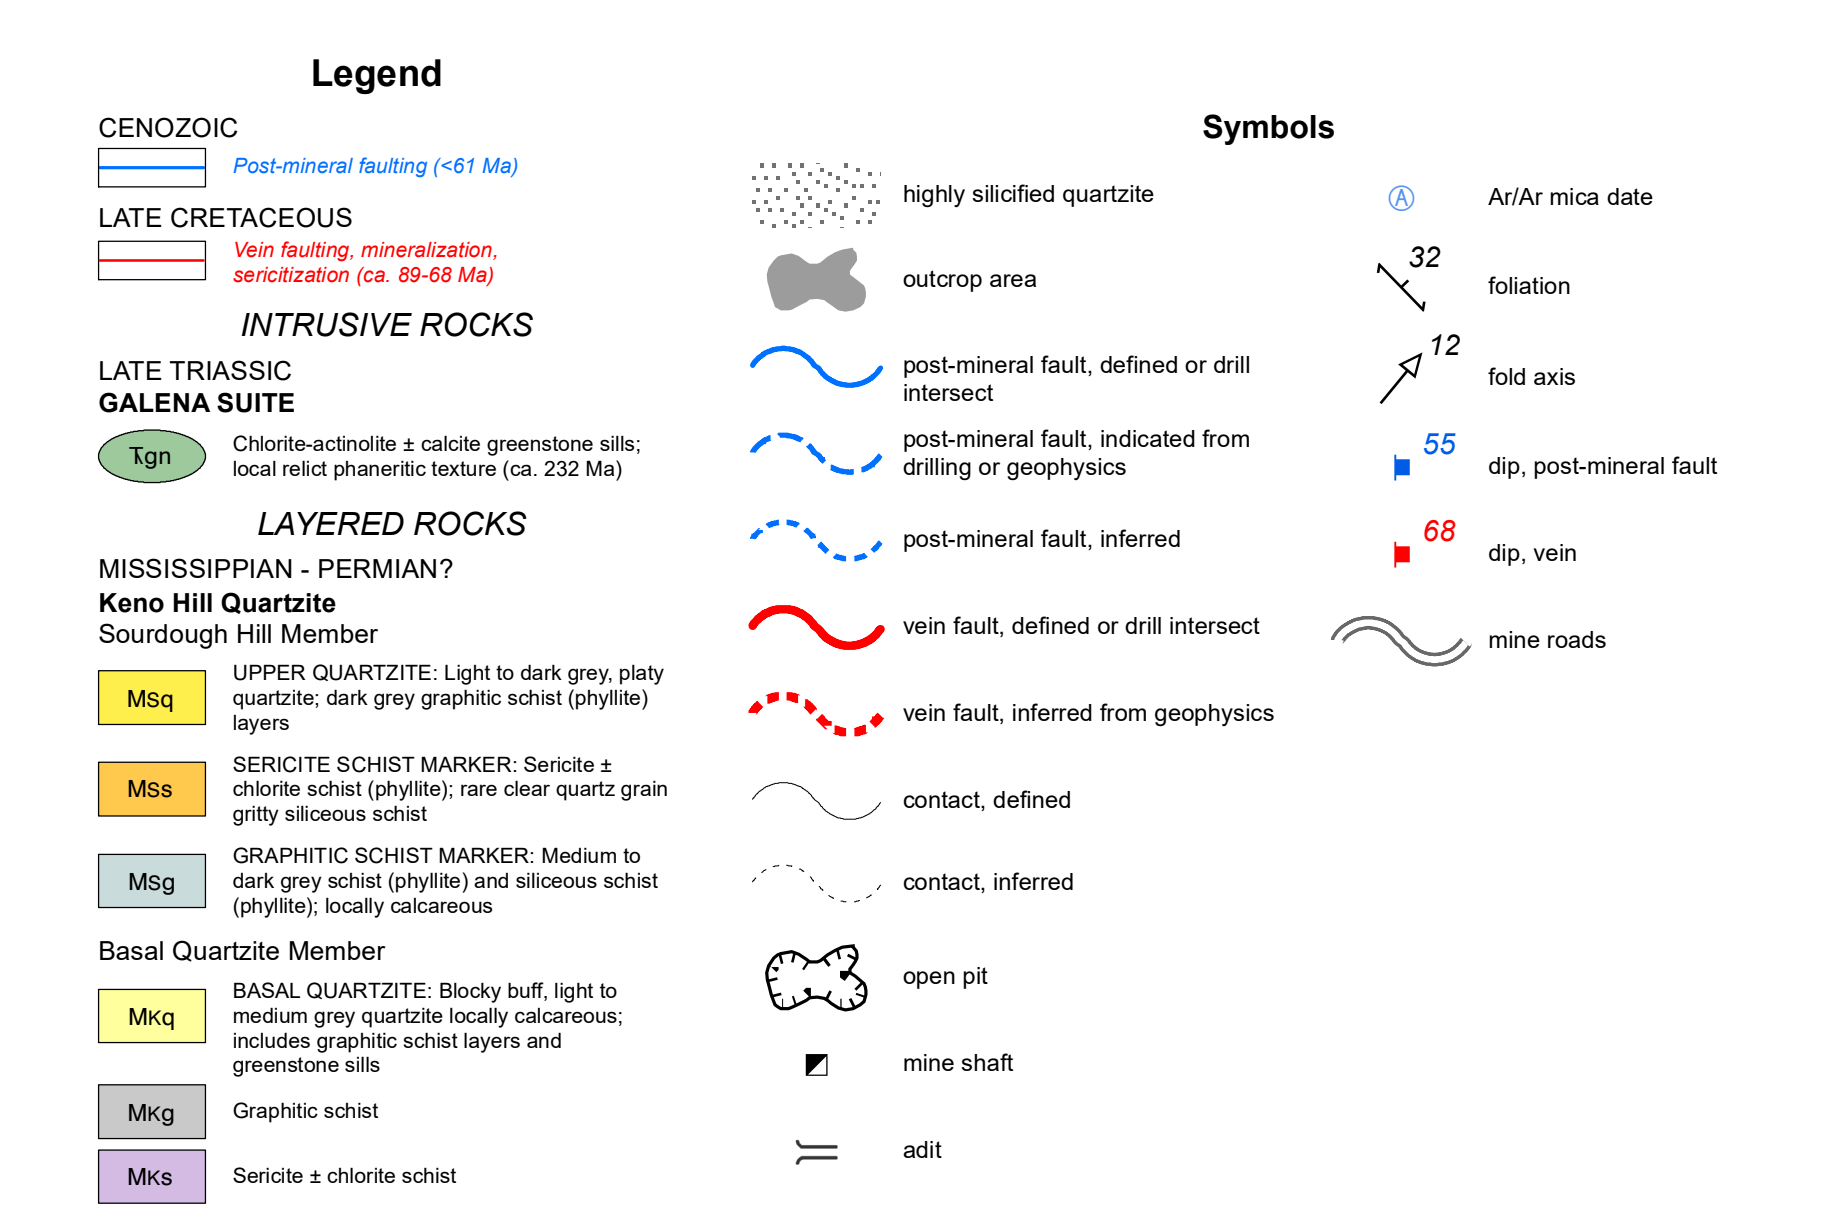 Legend
CENOZOIC
Post-mineral faulting (<61 Ma)
LATE CRETACEOUS
Vein faulting, mineralization,
sericitization (ca. 89-68 Ma)
INTRUSIVE ROCKS
LATE TRIASSIC
GALENA SUITE
Ŧgn
Chlorite-actinolite ± calcite greenstone sills;
local relict phaneritic texture (ca. 232 Ma)
LAYERED ROCKS
MISSISSIPPIAN - PERMIAN?
Keno Hill Quartzite
Sourdough Hill Member
MSq
UPPER QUARTZITE: Light to dark grey, platy
quartzite; dark grey graphitic schist (phyllite)
layers
MSs
SERICITE SCHIST MARKER: Sericite ±
chlorite schist (phyllite); rare clear quartz grain
gritty siliceous schist
MSg
GRAPHITIC SCHIST MARKER: Medium to
dark grey schist (phyllite) and siliceous schist
(phyllite); locally calcareous
Basal Quartzite Member
MKq
BASAL QUARTZITE: Blocky buff, light to
medium grey quartzite locally calcareous;
includes graphitic schist layers and
greenstone sills
MKg
Graphitic schist
MKs
Sericite ± chlorite schist
Symbols
highly silicified quartzite
outcrop area
post-mineral fault, defined or drill
intersect
post-mineral fault, indicated from
drilling or geophysics
post-mineral fault, inferred
vein fault, defined or drill intersect
vein fault, inferred from geophysics
contact, defined
contact, inferred
open pit
mine shaft
adit
Ⓐ
Ar/Ar mica date
32
foliation
12
fold axis
55
dip, post-mineral fault
68
dip, vein
mine roads